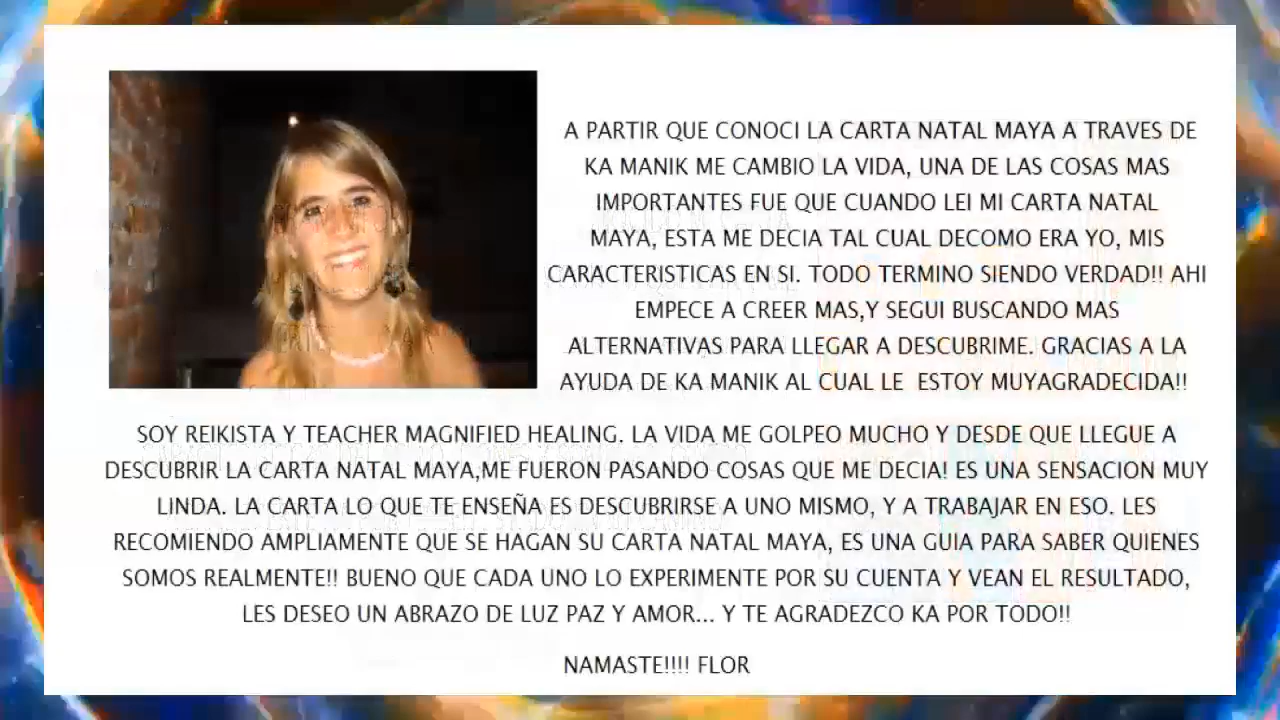 A PARTIR QUE CONOCI LA CARTA NATAL MAYA A TRAVES DE
KA MANIK ME CAMBIO LA VIDA, UNA DE LAS COSAS MAS
IMPORTANTES FUE QUE CUANDO LEI MI CARTA NATAL
MAYA, ESTA ME DECIA TAL CUAL DECOMO ERA YO, MIS
CARACTERISTICAS EN SI. TODO TERMINO SIENDO VERDAD!! AHI
EMPECE A CREER MAS,Y SEGUI BUSCANDO MAS
ALTERNATIVAS PARA LLEGAR A DESCUBRIME. GRACIAS A LA
AYUDA DE KA MANIK AL CUAL LE ESTOY MUYAGRADECIDA!!
SOY REIKISTA Y TEACHER MAGNIFIED HEALING. LA VIDA ME GOLPEO MUCHO Y DESDE QUE LLEGUE A
DESCUBRIR LA CARTA NATAL MAYA,ME FUERON PASANDO COSAS QUE ME DECIA! ES UNA SENSACION MUY
LINDA. LA CARTA LO QUE TE ENSEÑA ES DESCUBRIRSE A UNO MISMO, Y A TRABAJAR EN ESO. LES
RECOMIENDO AMPLIAMENTE QUE SE HAGAN SU CARTA NATAL MAYA, ES UNA GUIA PARA SABER QUIENES
SOMOS REALMENTE!! BUENO QUE CADA UNO LO EXPERIMENTE POR SU CUENTA Y VEAN EL RESULTADO,
LES DESEO UN ABRAZO DE LUZ PAZ Y AMOR... Y TE AGRADEZCO KA POR TODO!!
NAMASTE!!!! FLOR